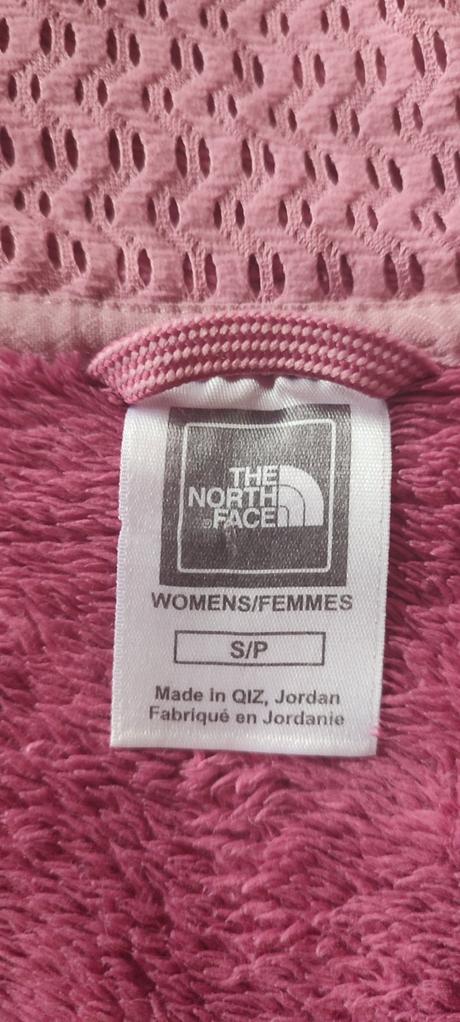 THE
NORTH
FACE
WOMENS/FEMMES
S/P
Made in QIZ, Jordan
Fabriqué en Jordanie